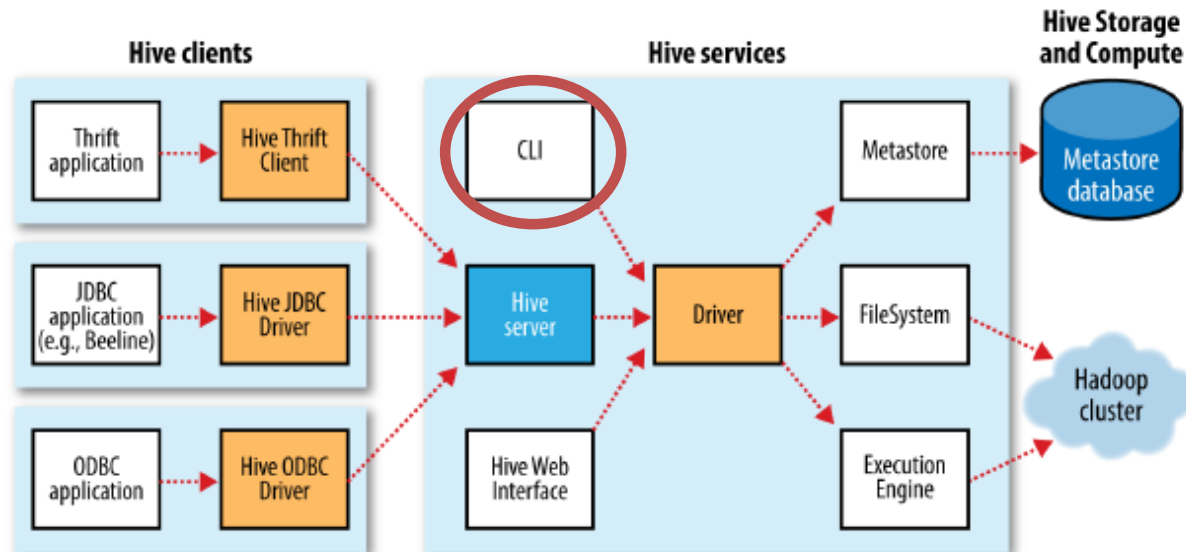 Hive clients
Hive services
Hive Storage
and Compute
Thrift
application
Hive Thrift
Client
CLI
Metastore
Metastore
database
JDBC
application
(e.g., Beeline)
Hive JDBC
Driver
Hive
server
Driver
FileSystem
Hadoop
cluster
ODBC
application
Hive ODBC
Driver
Hive Web
Interface
Execution
Engine